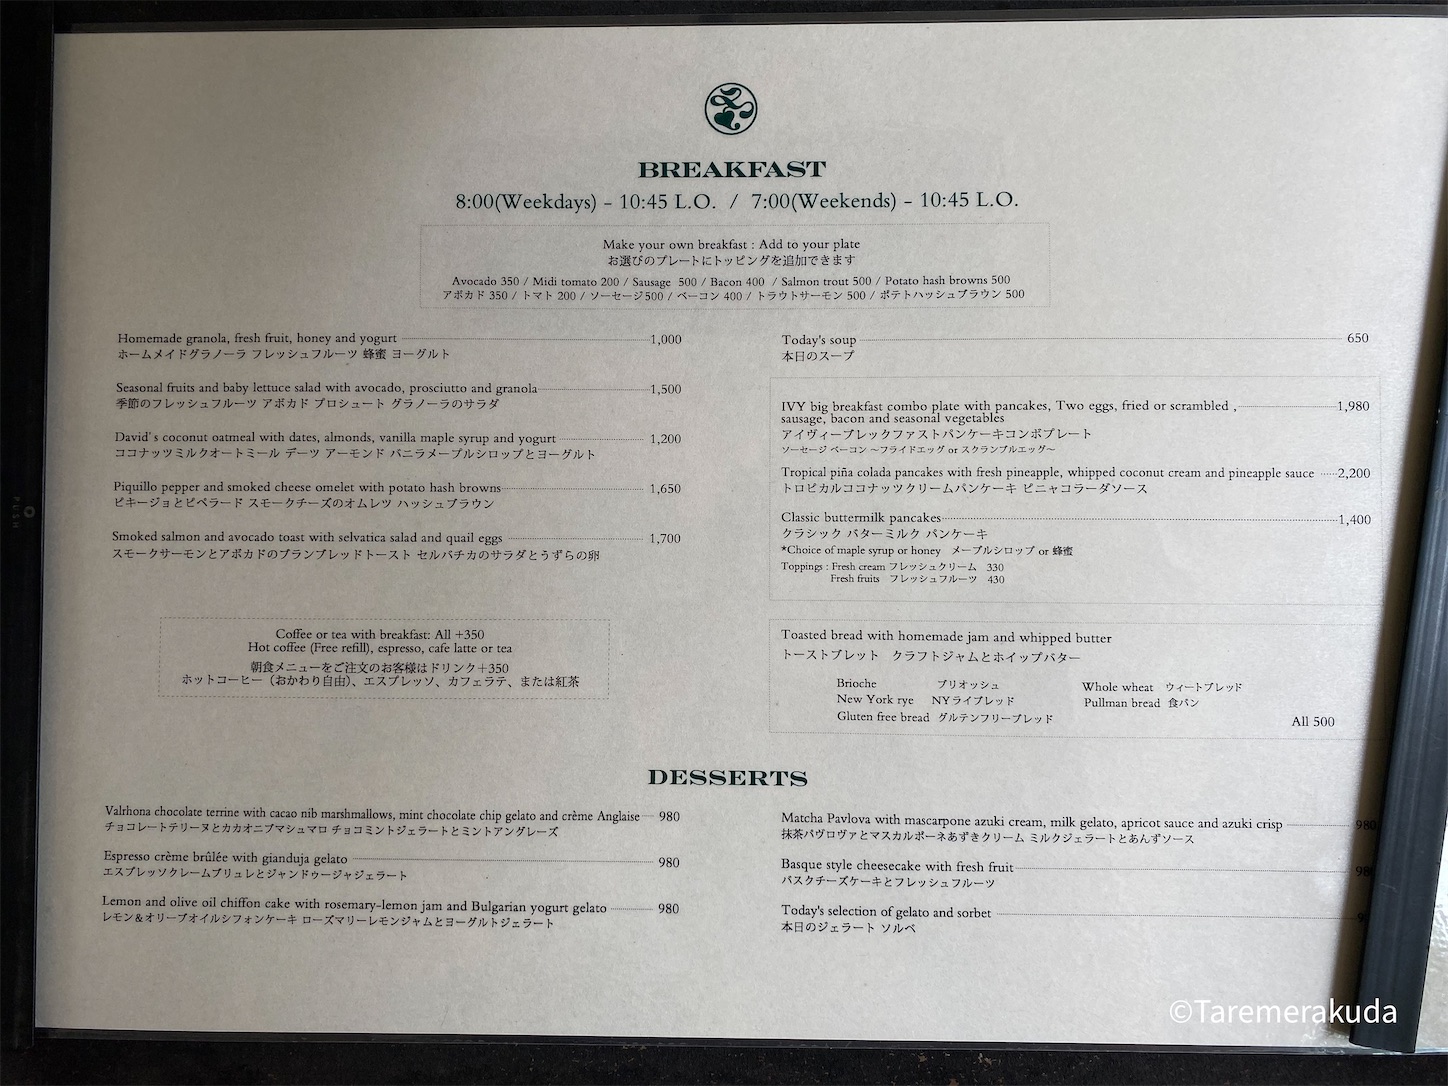 BREAKFAST
8:00(Weekdays) - 10:45 L.O. / 7:00(Weekends) - 10:45 L.O.
Make your own breakfast : Add to your plate
お選びのプレートにトッピングを追加できます
Avocado 350 / Midi tomato 200 / Sausage 500 / Bacon 400 / Salmon trout 500 / Potato hash browns 500
アボカド 350 / トマト 200 / ソーセージ500 / ベーコン 400 / トラウトサーモン 500 / ポテトハッシュブラウン 500
Homemade granola, fresh fruit, honey and yogurt 1,000
ホームメイドグラノーラ フレッシュフルーツ 蜂蜜 ヨーグルト
Seasonal fruits and baby lettuce salad with avocado, prosciutto and granola 1,500
季節のフレッシュフルーツ アボカド プロシュート グラノーラのサラダ
David's coconut oatmeal with dates, almonds, vanilla maple syrup and yogurt 1,200
ココナッツミルクオートミール デーツ アーモンド バニラメープルシロップとヨーグルト
Piquillo pepper and smoked cheese omelet with potato hash browns 1,650
ピキージョとピペラード スモークチーズのオムレツ ハッシュブラウン
Smoked salmon and avocado toast with selvatica salad and quail eggs 1,700
スモークサーモンとアボカドのブランブレッドトースト セルバチカのサラダとうずらの卵
Coffee or tea with breakfast: All +350
Hot coffee (Free refill), espresso, cafe latte or tea
朝食メニューをご注文のお客様はドリンク+350
ホットコーヒー（おかわり自由）、エスプレッソ、カフェラテ、または紅茶
Today's soup 650
本日のスープ
IVY big breakfast combo plate with pancakes, Two eggs, fried or scrambled , 1,980
sausage, bacon and seasonal vegetables
アイヴィーブレックファストパンケーキコンボプレート
ソーセージ ベーコン ～フライドエッグ or スクランブルエッグ～
Tropical piña colada pancakes with fresh pineapple, whipped coconut cream and pineapple sauce 2,200
トロピカルココナッツクリームパンケーキ ピニャコラーダソース
Classic buttermilk pancakes 1,400
クラシック バターミルク パンケーキ
*Choice of maple syrup or honey メープルシロップ or 蜂蜜
Toppings : Fresh cream フレッシュクリーム 330
Fresh fruits フレッシュフルーツ 430
Toasted bread with homemade jam and whipped butter
トーストブレット クラフトジャムとホイップバター
Brioche ブリオッシュ Whole wheat ウィートブレッド
New York rye NYライブレッド Pullman bread 食パン
Gluten free bread グルテンフリーブレッド
All 500
DESSERTS
Valrhona chocolate terrine with cacao nib marshmallows, mint chocolate chip gelato and crème Anglaise 980
チョコレートテリーヌとカカオニブマシュマロ チョコミントジェラートとミントアングレーズ
Espresso crème brûlée with gianduja gelato 980
エスプレッソクレームブリュレとジャンドゥージャジェラート
Lemon and olive oil chiffon cake with rosemary-lemon jam and Bulgarian yogurt gelato 980
レモン&オリーブオイルシフォンケーキ ローズマリーレモンジャムとヨーグルトジェラート
Matcha Pavlova with mascarpone azuki cream, milk gelato, apricot sauce and azuki crisp 980
抹茶パヴロヴァとマスカルポーネあずきクリーム ミルクジェラートとあんずソース
Basque style cheesecake with fresh fruit
バスクチーズケーキとフレッシュフルーツ
Today's selection of gelato and sorbet
本日のジェラート ソルベ
PUSH
©Taremerakuda